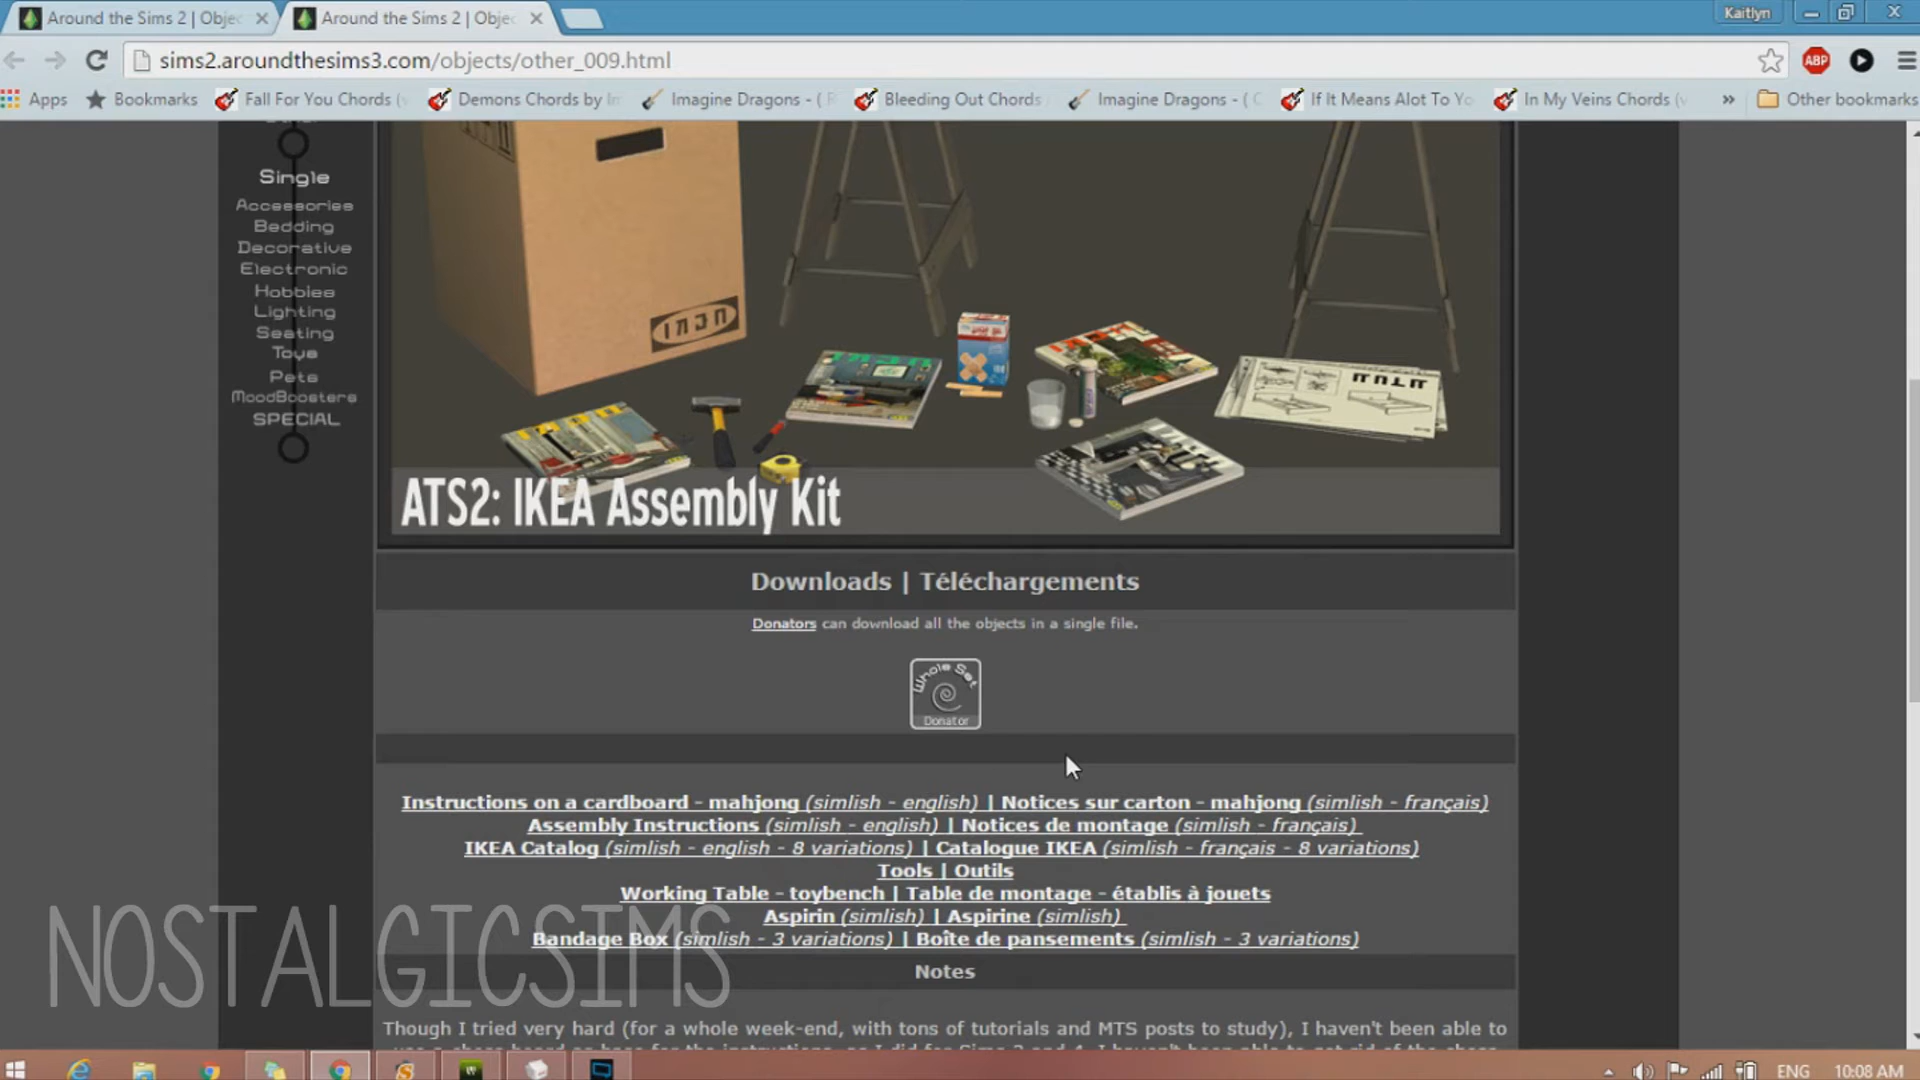 Around the Sims 2 | Objec
Around the Sims 2 | Objec
Kaitlyn
sims2.aroundthesims3.com/objects/other_009.html
ABP
Apps
Bookmarks
Fall For You Chords (v
Demons Chords by Im
Imagine Dragons - ( R
Bleeding Out Chords
Imagine Dragons - ( C
If It Means Alot To Yo
In My Veins Chords (v
»
Other bookmarks
Single
Accessories
Bedding
Decorative
Electronic
Hobbies
Lighting
Seating
Toys
Pets
MoodBoosters
SPECIAL
ATS2: IKEA Assembly Kit
Downloads | Téléchargements
Donators can download all the objects in a single file.
Whole Set
Donator
Instructions on a cardboard - mahjong (simlish - english) | Notices sur carton - mahjong (simlish - français)
Assembly Instructions (simlish - english) | Notices de montage (simlish - français)
IKEA Catalog (simlish - english - 8 variations) | Catalogue IKEA (simlish - français - 8 variations)
Tools | Outils
Working Table - toybench | Table de montage - établis à jouets
Aspirin (simlish) | Aspirine (simlish)
Bandage Box (simlish - 3 variations) | Boîte de pansements (simlish - 3 variations)
Notes
Though I tried very hard (for a whole week-end, with tons of tutorials and MTS posts to study), I haven't been able to
NOSTALGICSIMS
ENG
10:08 AM